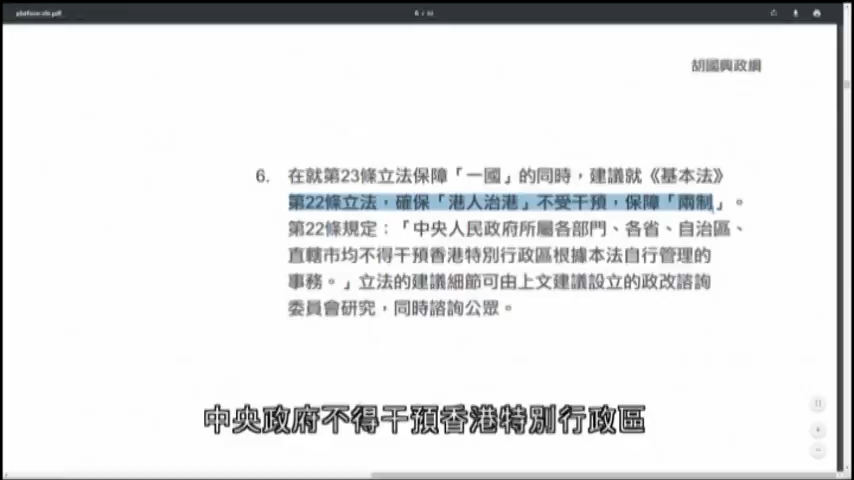 platform-zh.pdf
6 / 33
胡國興政綱
6. 在就第23條立法保障「一國」的同時，建議就《基本法》
第22條立法，確保「港人治港」不受干預，保障「兩制」。
第22條規定：「中央人民政府所屬各部門、各省、自治區、
直轄市均不得干預香港特別行政區根據本法自行管理的
事務。」立法的建議細節可由上文建議設立的政改諮詢
委員會研究，同時諮詢公眾。
中央政府不得干預香港特別行政區